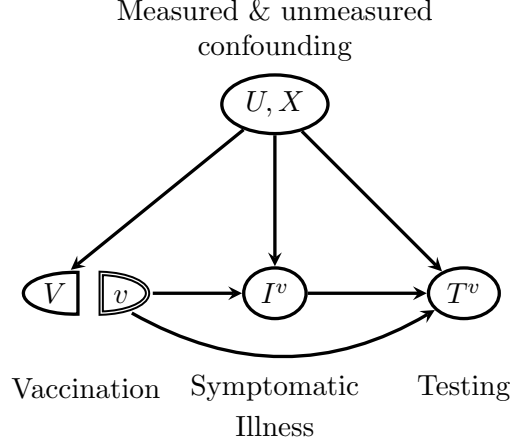 Measured & unmeasured
confounding
U, X
V v I^v T^v
Vaccination Symptomatic Testing
Illness